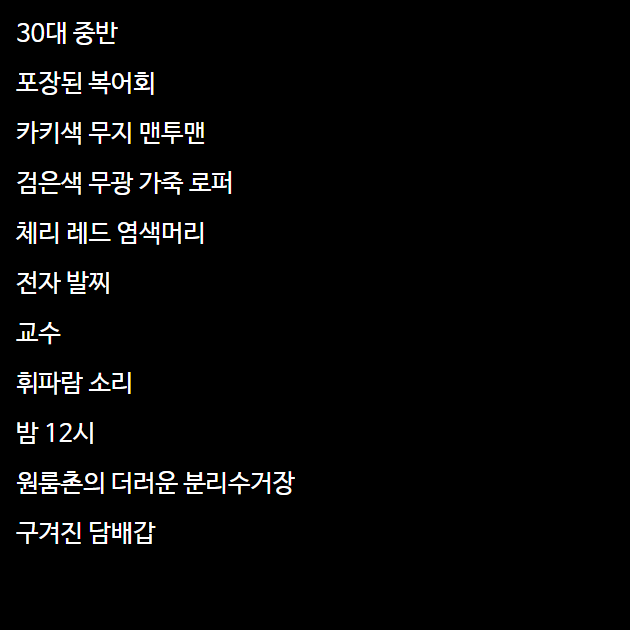 30대 중반
포장된 복어회
카키색 무지 맨투맨
검은색 무광 가죽 로퍼
체리 레드 염색머리
전자 발찌
교수
휘파람 소리
밤 12시
원룸촌의 더러운 분리수거장
구겨진 담배갑